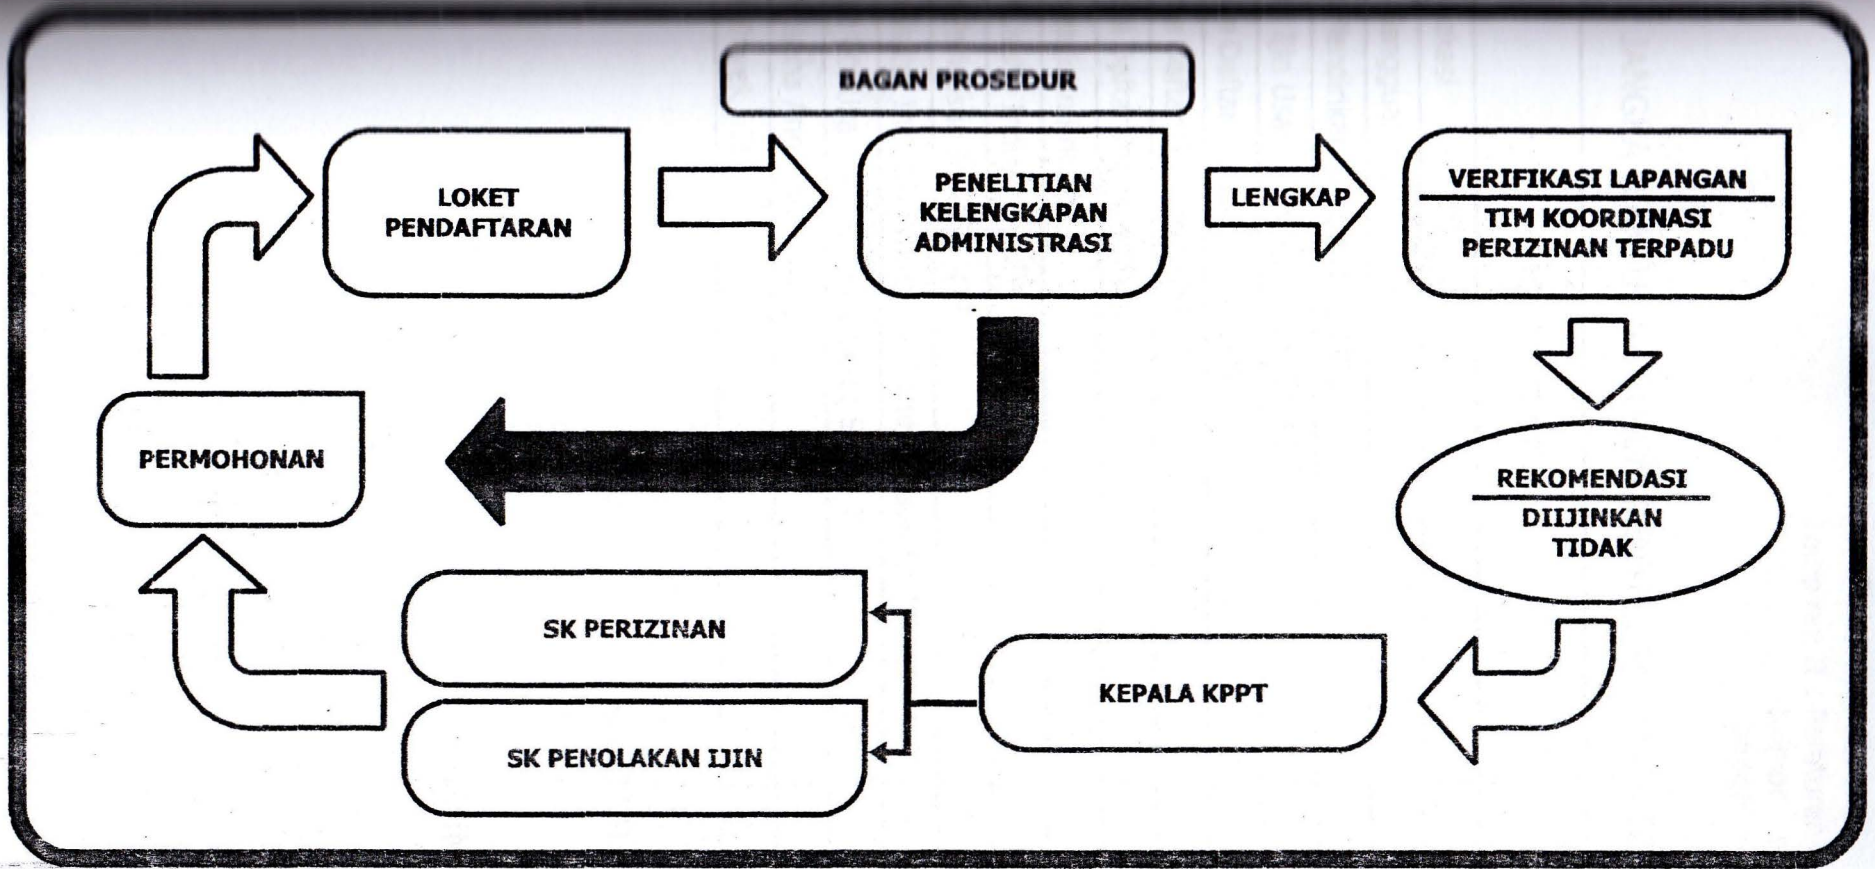 BAGAN PROSEDUR
LOKET
PENDAFTARAN
PENELITIAN
KELENGKAPAN
ADMINISTRASI
LENGKAP
VERIFIKASI LAPANGAN
TIM KOORDINASI
PERIZINAN TERPADU
PERMOHONAN
REKOMENDASI
DIIJINKAN
TIDAK
SK PERIZINAN
KEPALA KPPT
SK PENOLAKAN IJIN